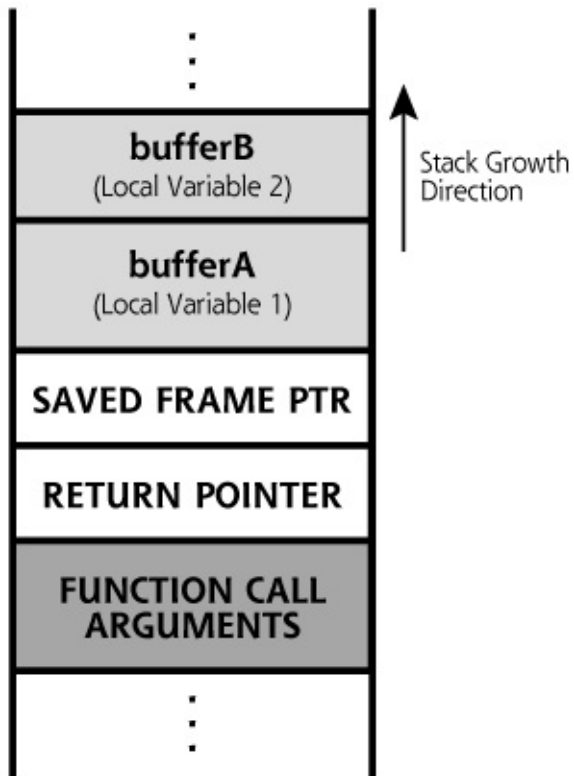 bufferB
(Local Variable 2)
Stack Growth
Direction
bufferA
(Local Variable 1)
SAVED FRAME PTR
RETURN POINTER
FUNCTION CALL
ARGUMENTS